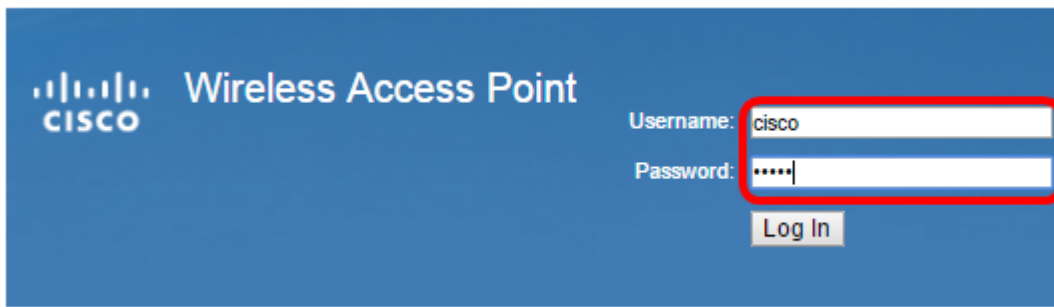 CISCO
Wireless Access Point
Username: cisco
Password: •••••
Log In